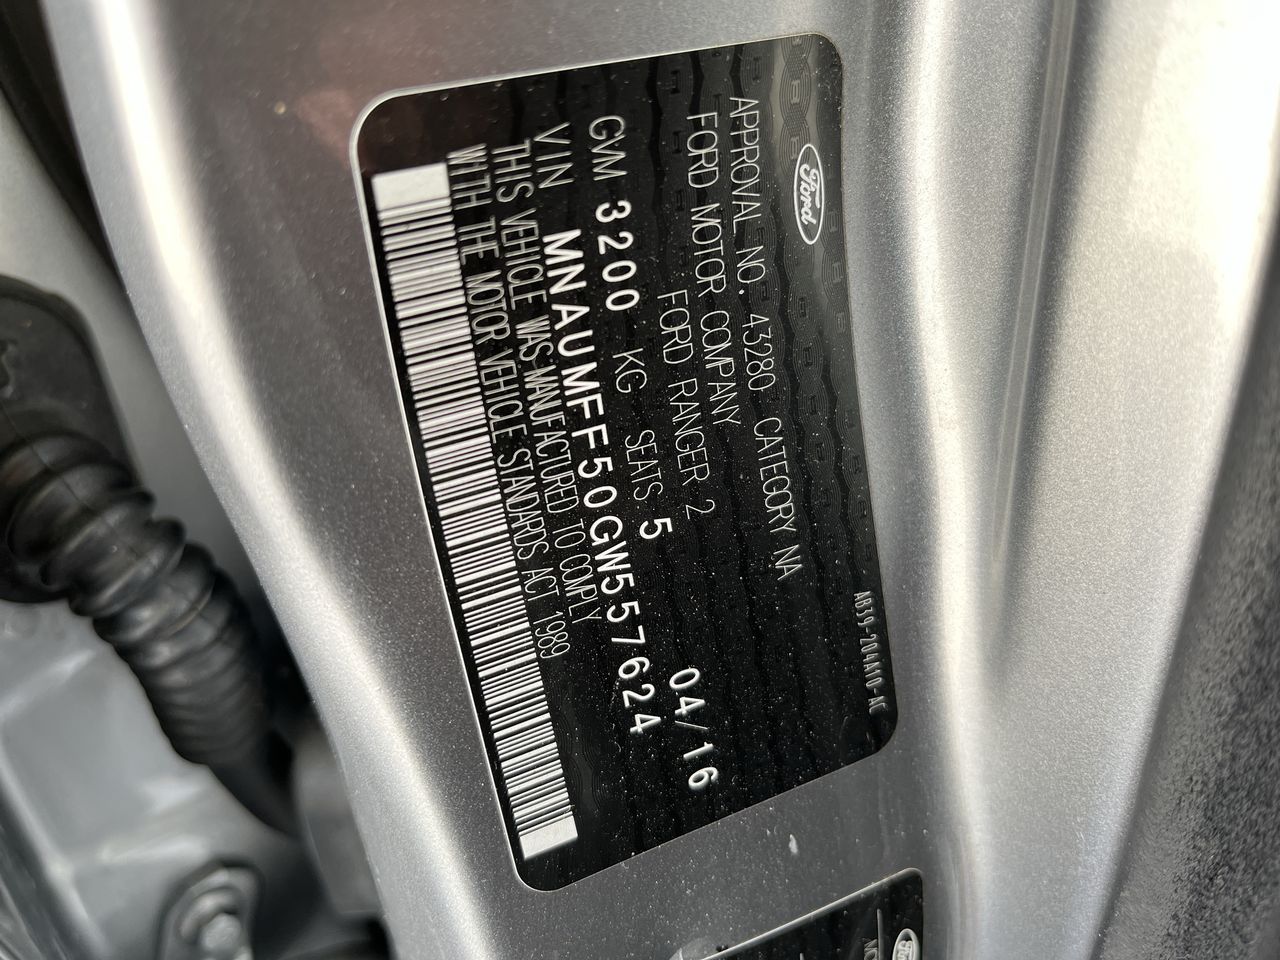 Ford
APPROVAL NO. 43280 CATEGORY NA
FORD MOTOR COMPANY
FORD RANGER 2
GVM 3200 KG SEATS 5 04/16
VIN MNAUMFF50GW557624
THIS VEHICLE WAS MANUFACTURED TO COMPLY
WITH THE MOTOR VEHICLE STANDARDS ACT 1989
AB39-204A10-AC
Ford